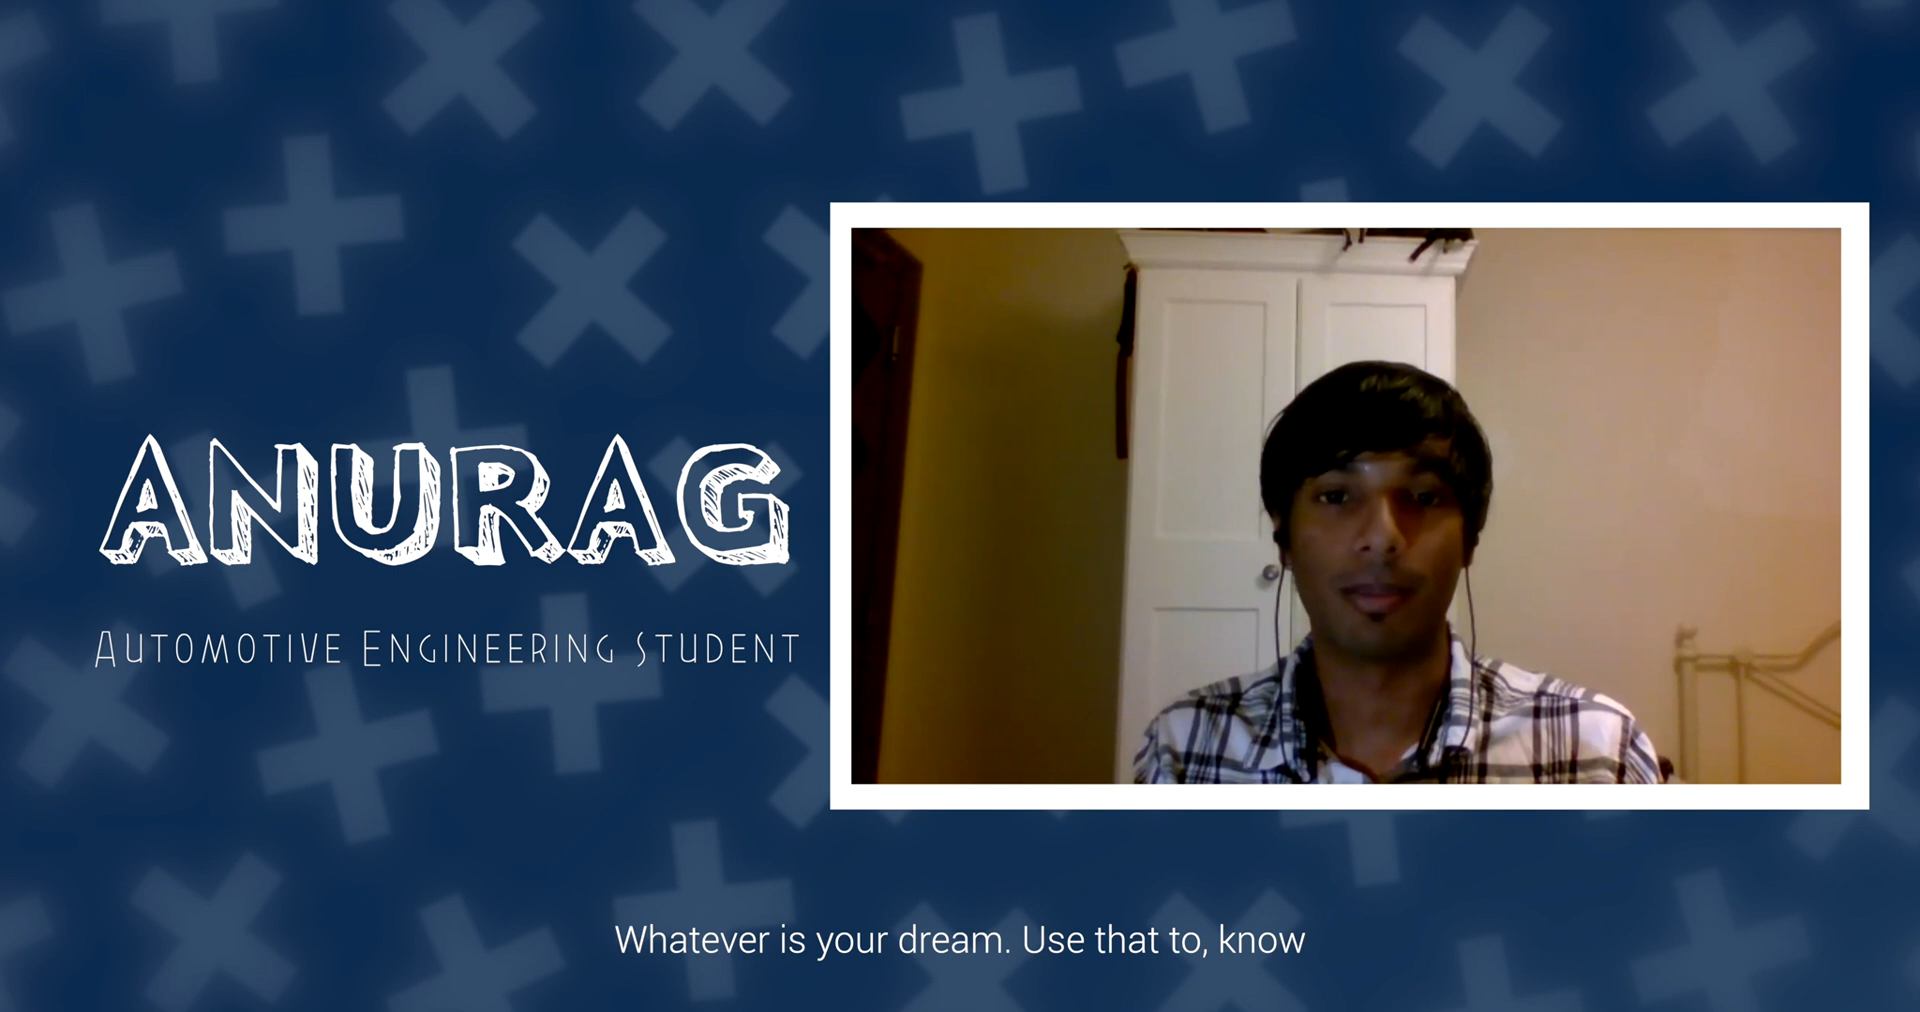 ANURAG
Automotive Engineering Student
Whatever is your dream. Use that to, know